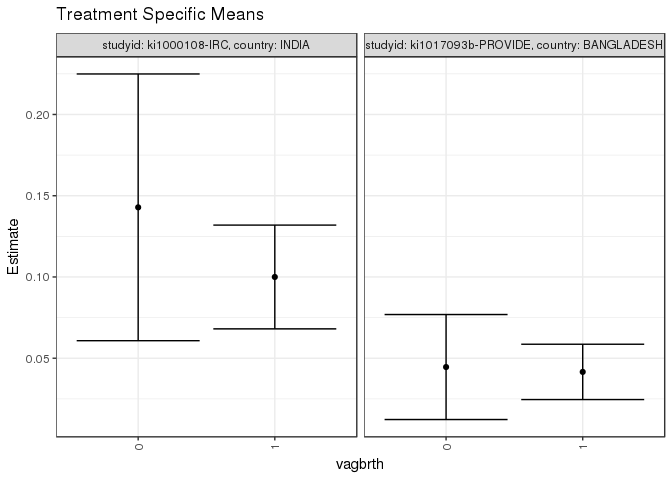 Treatment Specific Means
studyid: ki1000108-IRC, country: INDIA
studyid: ki1017093b-PROVIDE, country: BANGLADESH
Estimate
0.20
0.15
0.10
0.05
0
1
0
1
vagbrth